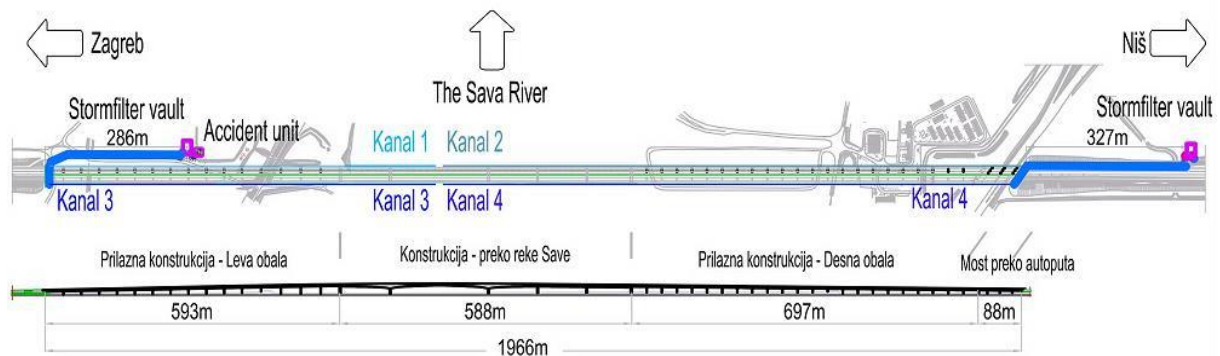 Zagreb
Niš
The Sava River
Stormfilter vault
286m
Accident unit
Kanal 1
Kanal 2
Stormfilter vault
327m
Kanal 3
Kanal 3
Kanal 4
Kanal 4
Prilazna konstrukcija - Leva obala
Konstrukcija - preko reke Save
Prilazna konstrukcija - Desna obala
Most preko autoputa
593m
588m
697m
88m
1966m